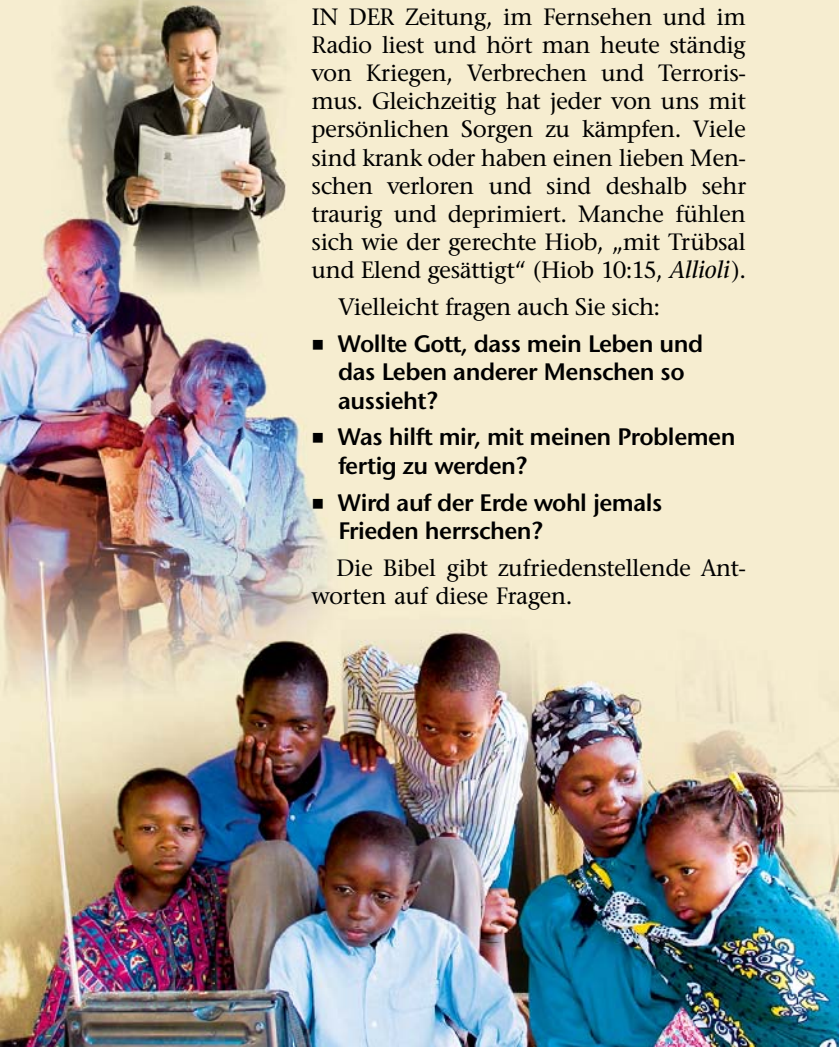 IN DER Zeitung, im Fernsehen und im
Radio liest und hört man heute ständig
von Kriegen, Verbrechen und Terroris-
mus. Gleichzeitig hat jeder von uns mit
persönlichen Sorgen zu kämpfen. Viele
sind krank oder haben einen lieben Men-
schen verloren und sind deshalb sehr
traurig und deprimiert. Manche fühlen
sich wie der gerechte Hiob, „mit Trübsal
und Elend gesättigt“ (Hiob 10:15, Allioli).
Vielleicht fragen auch Sie sich:
■ Wollte Gott, dass mein Leben und
das Leben anderer Menschen so
aussieht?
■ Was hilft mir, mit meinen Problemen
fertig zu werden?
■ Wird auf der Erde wohl jemals
Frieden herrschen?
Die Bibel gibt zufriedenstellende Ant-
worten auf diese Fragen.